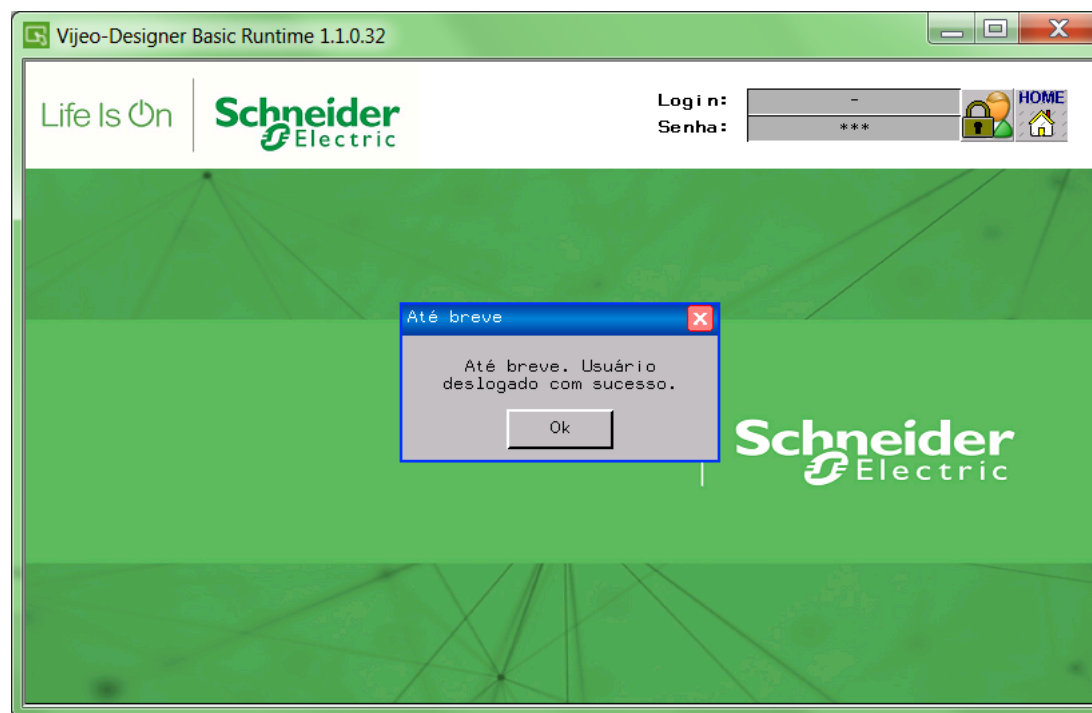 Vijeo-Designer Basic Runtime 1.1.0.32
Life Is On
Schneider
Electric
Login: -
Senha: ***
HOME
Até breve
Até breve. Usuário
deslogado com sucesso.
Ok
Schneider
Electric